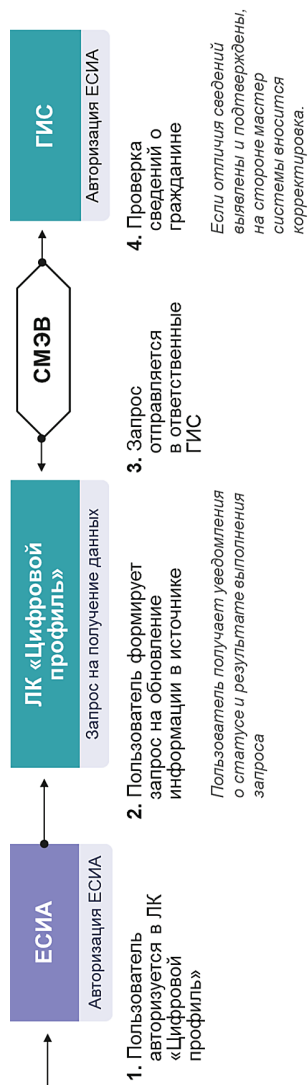 ЕСИА
Авторизация ЕСИА
1. Пользователь
авторизуется в ЛК
«Цифровой
профиль»
ЛК «Цифровой
профиль»
Запрос на получение данных
2. Пользователь формирует
запрос на обновление
информации в источнике
Пользователь получает уведомления
о статусе и результате выполнения
запроса
СМЭВ
3. Запрос
отправляется
в ответственные
ГИС
ГИС
Авторизация ЕСИА
4. Проверка
сведений о
гражданине
Если отличия сведений
выявлены и подтверждены,
на стороне мастер
системы вносится
корректировка.